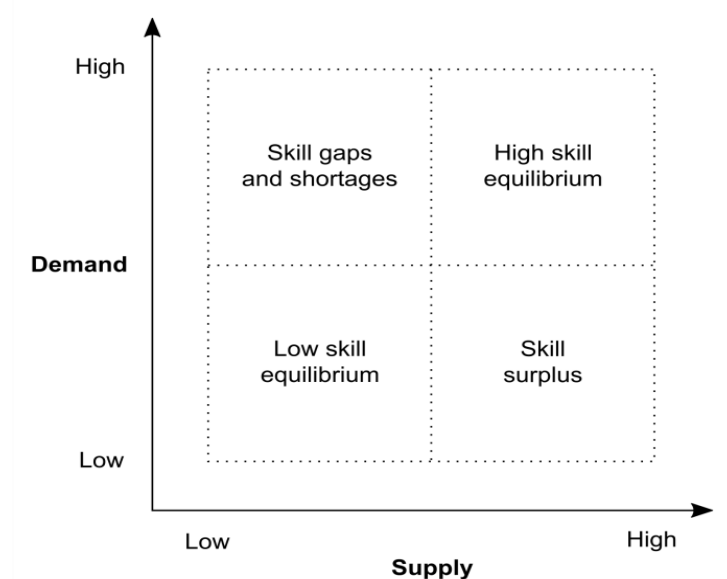 High
Skill gaps
and shortages
High skill
equilibrium
Demand
Low skill
equilibrium
Skill
surplus
Low
Low
High
Supply